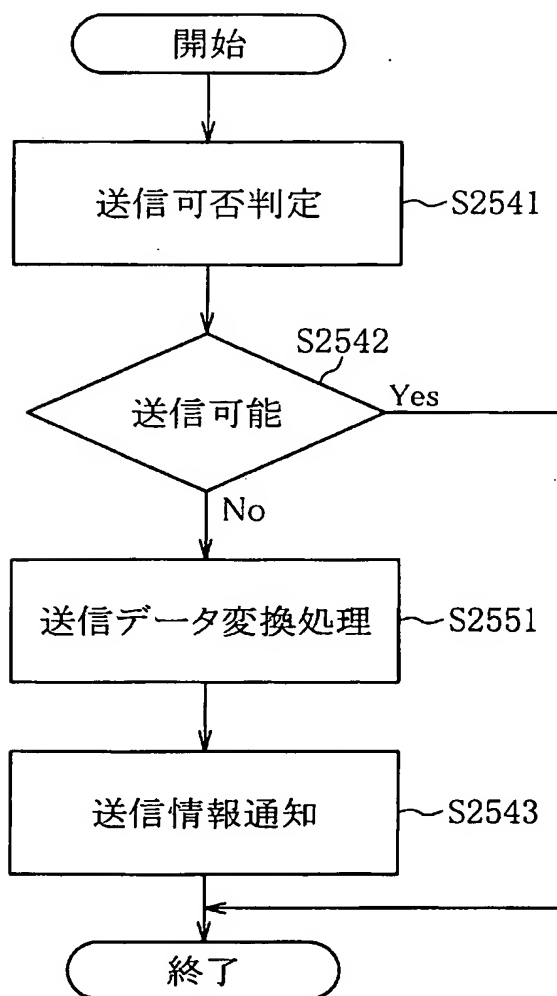 開始
送信可否判定
S2541
S2542
送信可能
Yes
No
送信データ変換処理
S2551
送信情報通知
S2543
終了